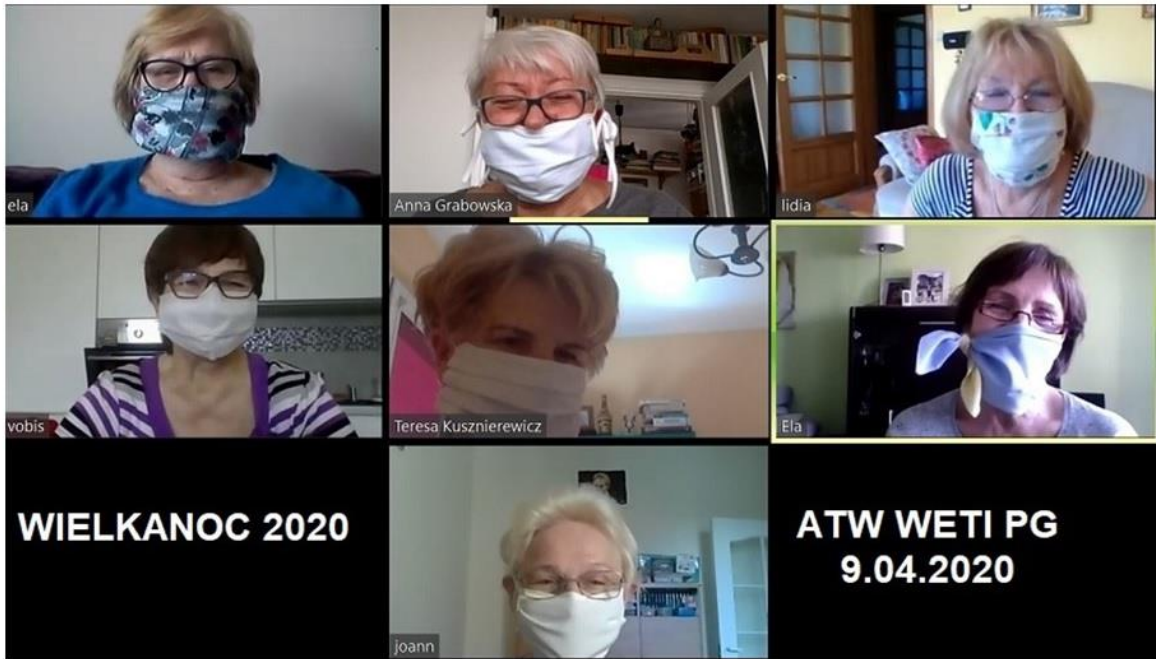 ela
Anna Grabowska
lidia
vobis
Teresa Kusznierewicz
Ela
WIELKANOC 2020
joann
ATW WETI PG
9.04.2020